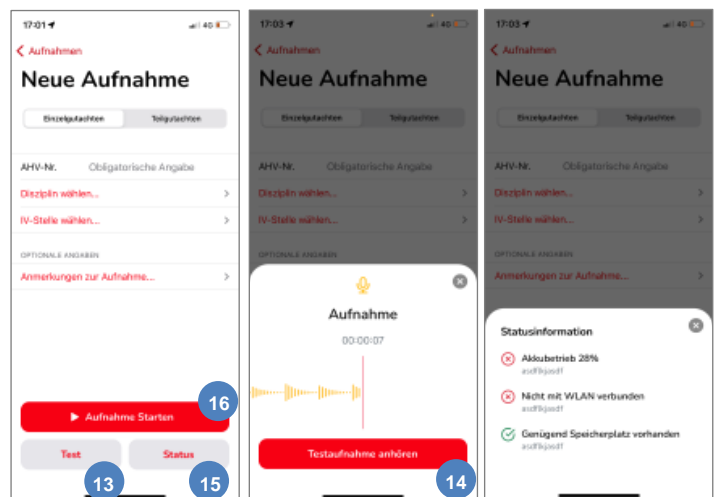 17:01
4G
Aufnahmen
Neue Aufnahme
Einzelgutachten Teilgutachten
AHV-Nr. Obligatorische Angabe
Disziplin wählen...
IV-Stelle wählen...
OPTIONALE ANGABEN
Anmerkungen zur Aufnahme...
16
Aufnahme Starten
Test Status
13 15
17:03
4G
Aufnahmen
Neue Aufnahme
Einzelgutachten Teilgutachten
AHV-Nr. Obligatorische Angabe
Disziplin wählen...
IV-Stelle wählen...
OPTIONALE ANGABEN
Aufnahme
00:00:07
Testaufnahme anhören
14
17:03
4G
Aufnahmen
Neue Aufnahme
Einzelgutachten Teilgutachten
AHV-Nr. Obligatorische Angabe
Disziplin wählen...
IV-Stelle wählen...
OPTIONALE ANGABEN
Anmerkungen zur Aufnahme...
Statusinformation
Akkubetrieb 28%
asdflkjasdf
Nicht mit WLAN verbunden
asdflkjasdf
Genügend Speicherplatz vorhanden
asdflkjasdf